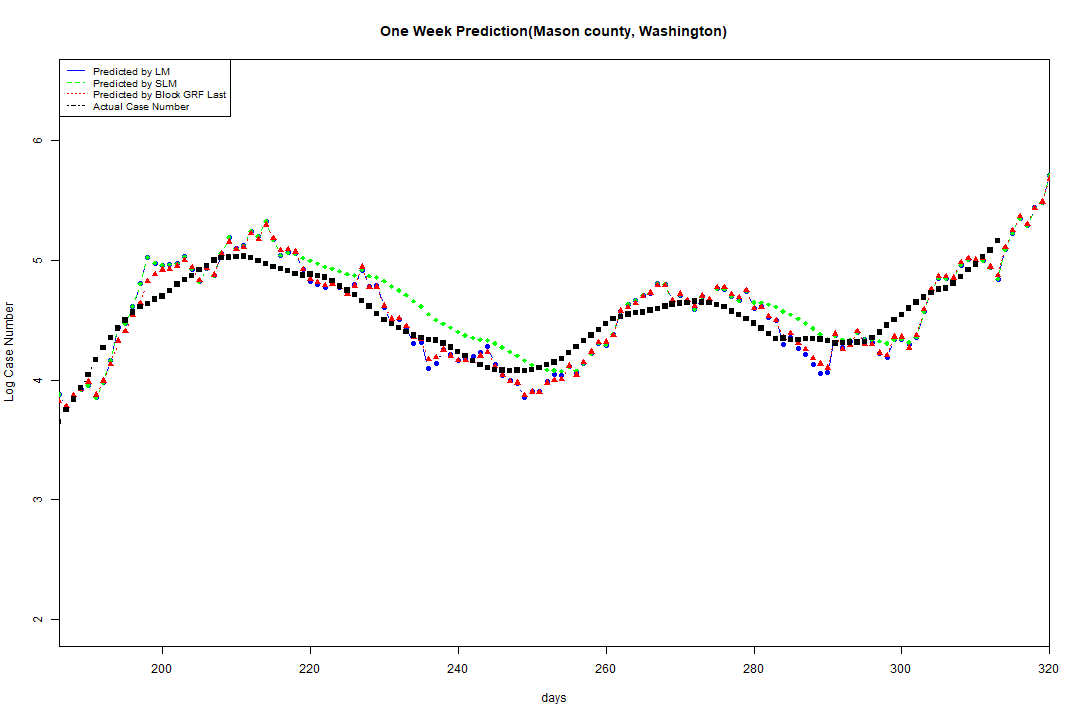 One Week Prediction(Mason county, Washington)
Predicted by LM
Predicted by SLM
Predicted by Block GRF Last
Actual Case Number
6
5
4
3
2
Log Case Number
200 220 240 260 280 300 320
days